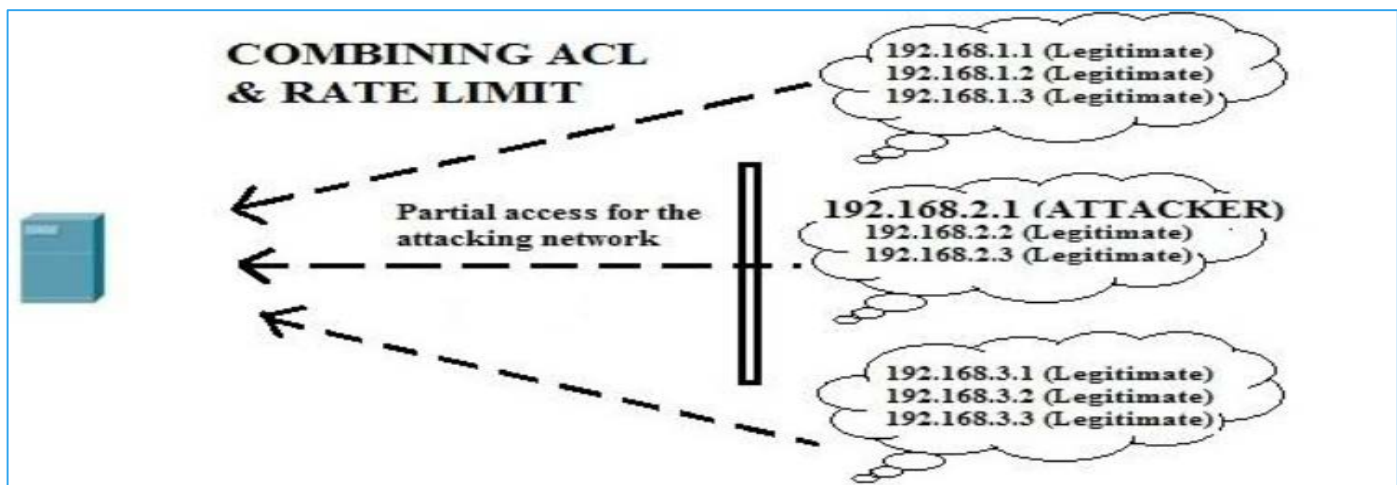 COMBINING ACL
& RATE LIMIT
192.168.1.1 (Legitimate)
192.168.1.2 (Legitimate)
192.168.1.3 (Legitimate)
Partial access for the
attacking network
192.168.2.1 (ATTACKER)
192.168.2.2 (Legitimate)
192.168.2.3 (Legitimate)
192.168.3.1 (Legitimate)
192.168.3.2 (Legitimate)
192.168.3.3 (Legitimate)